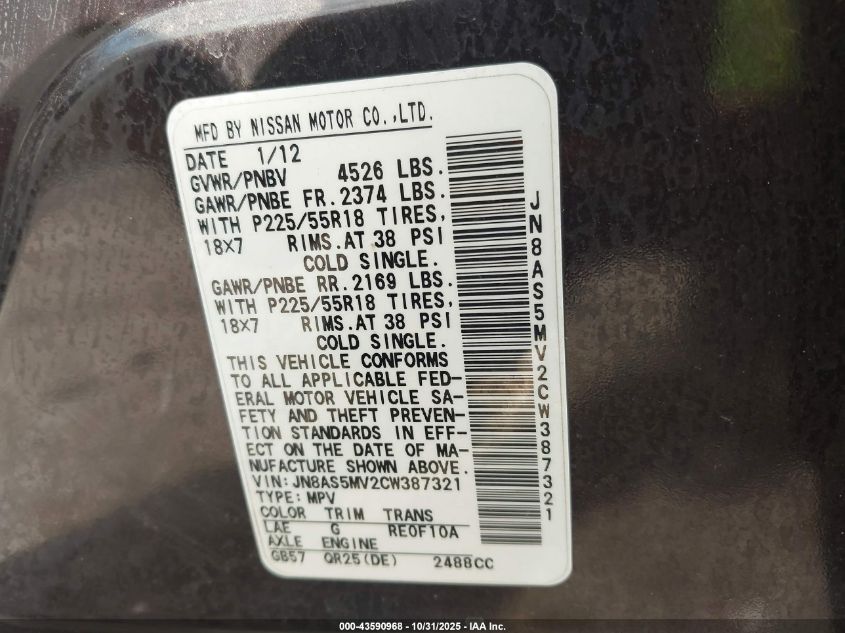 MFD BY NISSAN MOTOR CO.,LTD.
DATE 1/12
GVWR/PNBV 4526 LBS.
GAWR/PNBE FR.2374 LBS.
WITH P225/55R18 TIRES,
18X7 RIMS.AT 38 PSI
COLD SINGLE.
GAWR/PNBE RR.2169 LBS.
WITH P225/55R18 TIRES,
18X7 RIMS.AT 38 PSI
COLD SINGLE.
THIS VEHICLE CONFORMS
TO ALL APPLICABLE FED-
ERAL MOTOR VEHICLE SA-
FETY AND THEFT PREVEN-
TION STANDARDS IN EFF-
ECT ON THE DATE OF MA-
NUFACTURE SHOWN ABOVE.
VIN:JN8AS5MV2CW387321
TYPE:MPV
COLOR TRIM TRANS
LAE G RE0F10A
AXLE ENGINE
GB57 QR25(DE) 2488CC
JN8AS5MV2CW387321
000-43590968 - 10/31/2025 - IAA Inc.